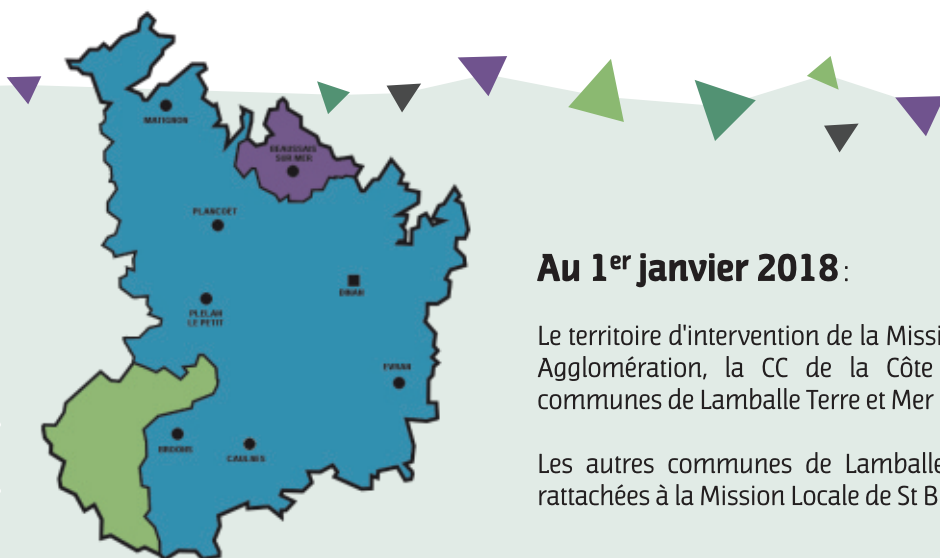 MATIGNON
BEAUSSAIS
SUR MER
PLANCOET
DINAN
PLELAN
LE PETIT
EVRAN
BROONS
CAULNES
Au 1er janvier 2018 :
Le territoire d'intervention de la Missi
Agglomération, la CC de la Côte
communes de Lamballe Terre et Mer
Les autres communes de Lamballe
rattachées à la Mission Locale de St B